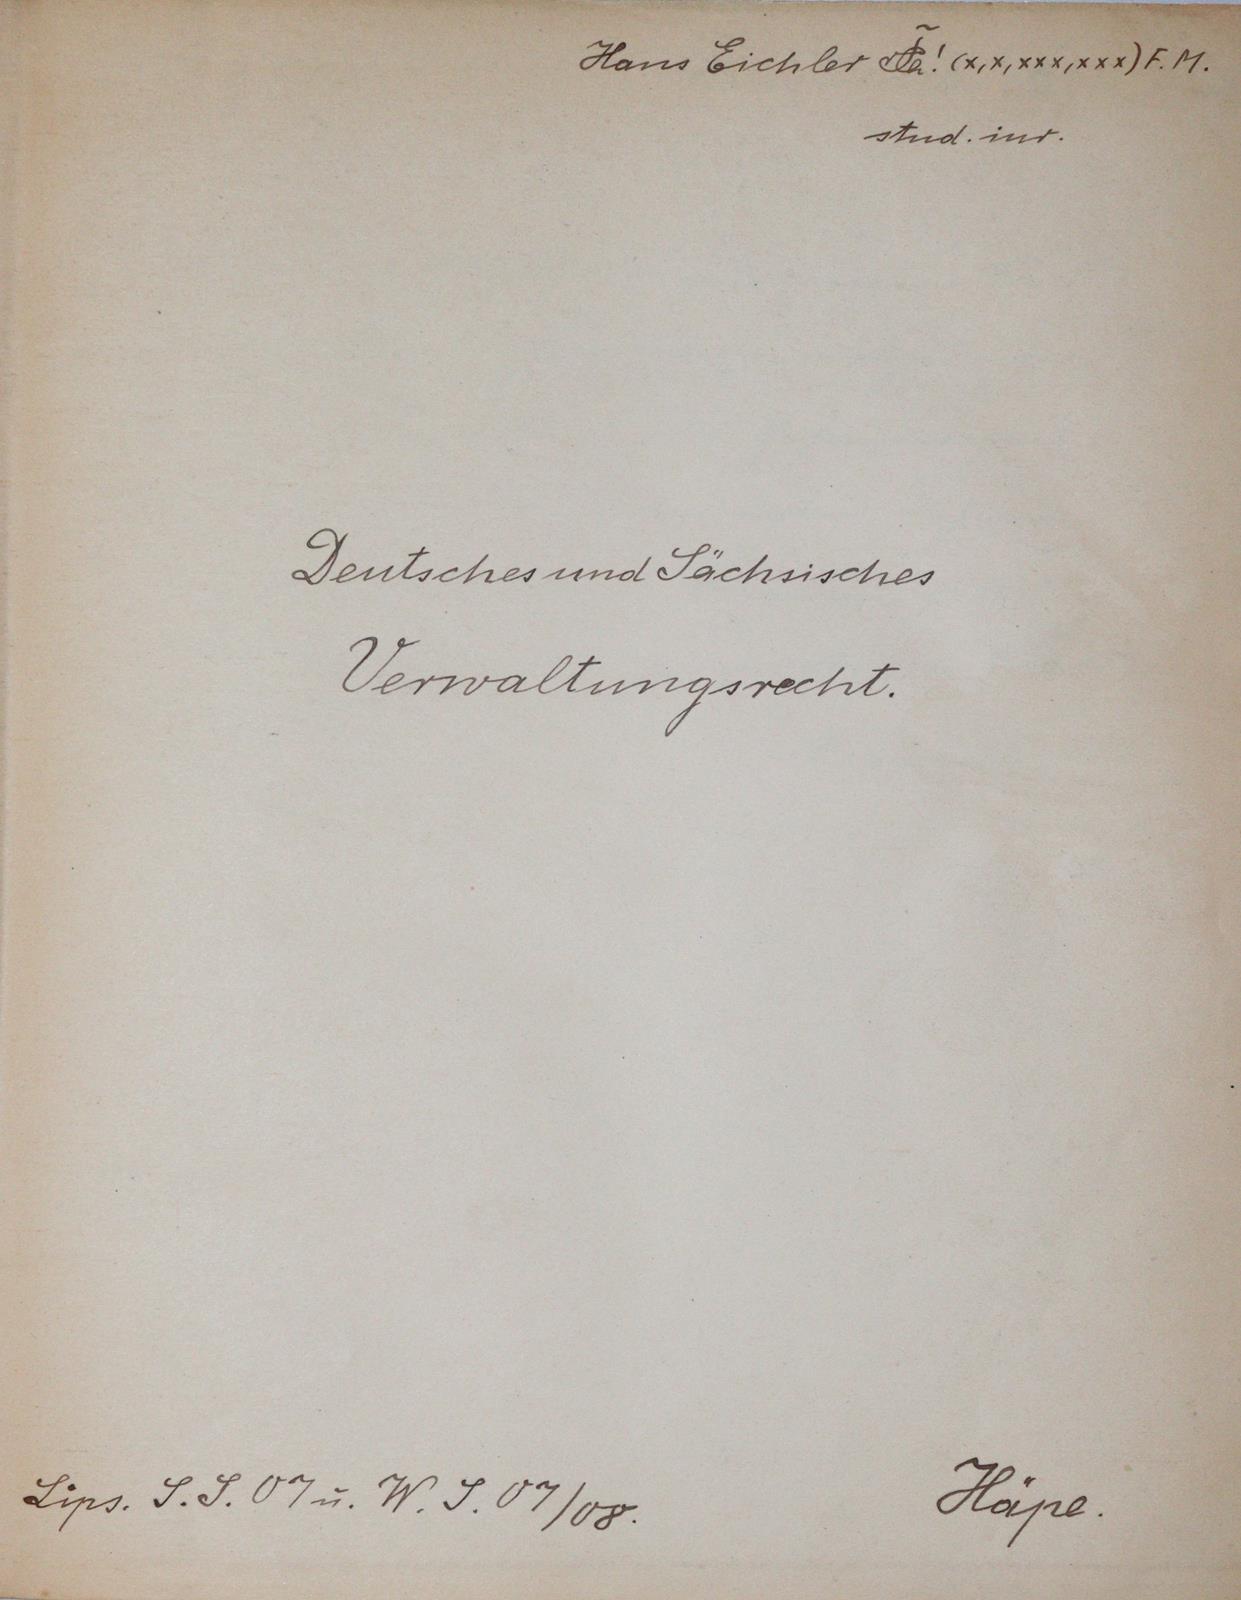 Hans Eichler (x,x,xxx,xxx) F. M.
stud. iur.
Deutsches und Sächsisches
Verwaltungsrecht.
Lips. S. S. 07 u. W. S. 07/08.
Häpe.